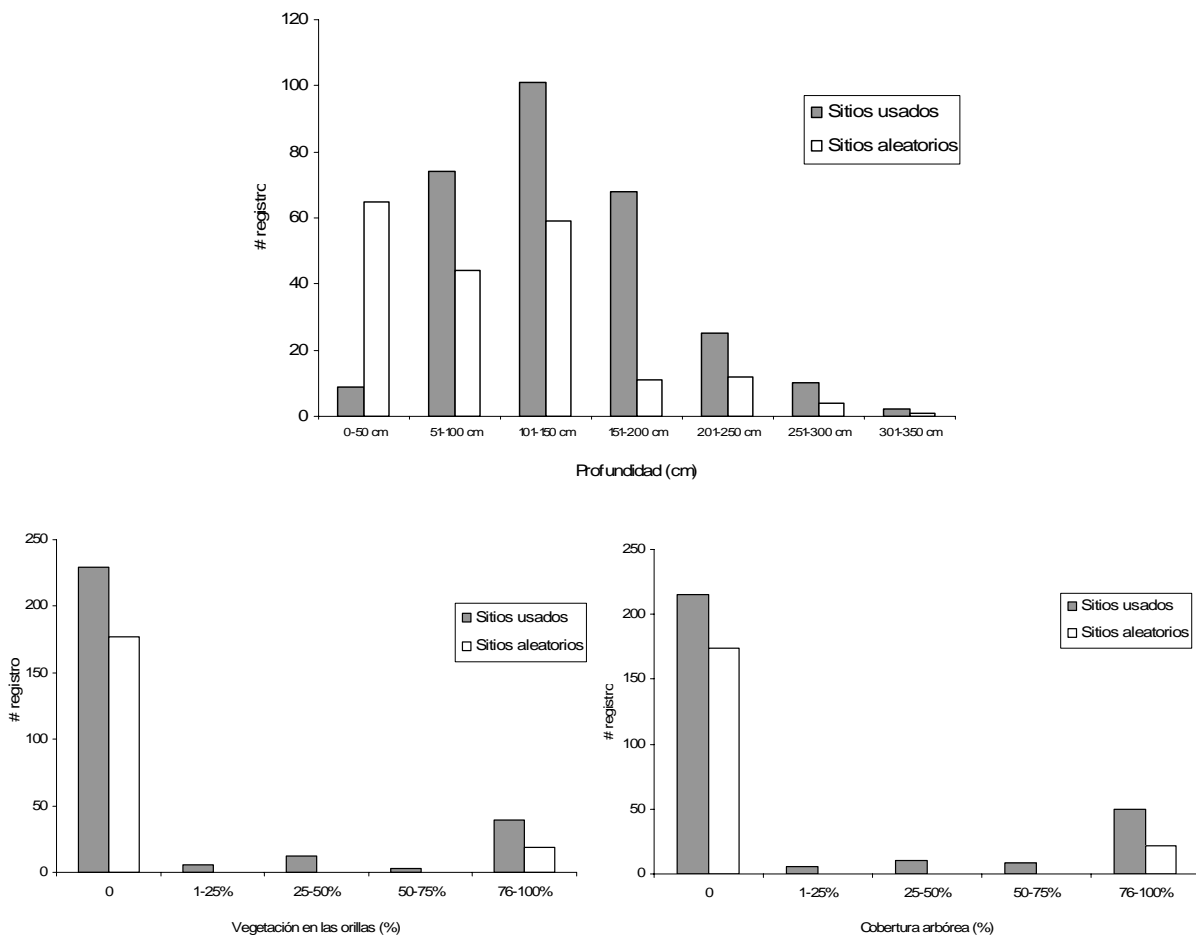 120
100
80
60
40
20
0
# registro
Sitios usados
Sitios aleatorios
0-50 cm 51-100 cm 101-150 cm 151-200 cm 201-250 cm 251-300 cm 301-350 cm
Profundidad (cm)
250
200
150
100
50
0
# registro
Sitios usados
Sitios aleatorios
0 1-25% 25-50% 50-75% 76-100%
Vegetación en las orillas (%)
250
200
150
100
50
0
# registro
Sitios usados
Sitios aleatorios
0 1-25% 25-50% 50-75% 76-100%
Cobertura arbórea (%)